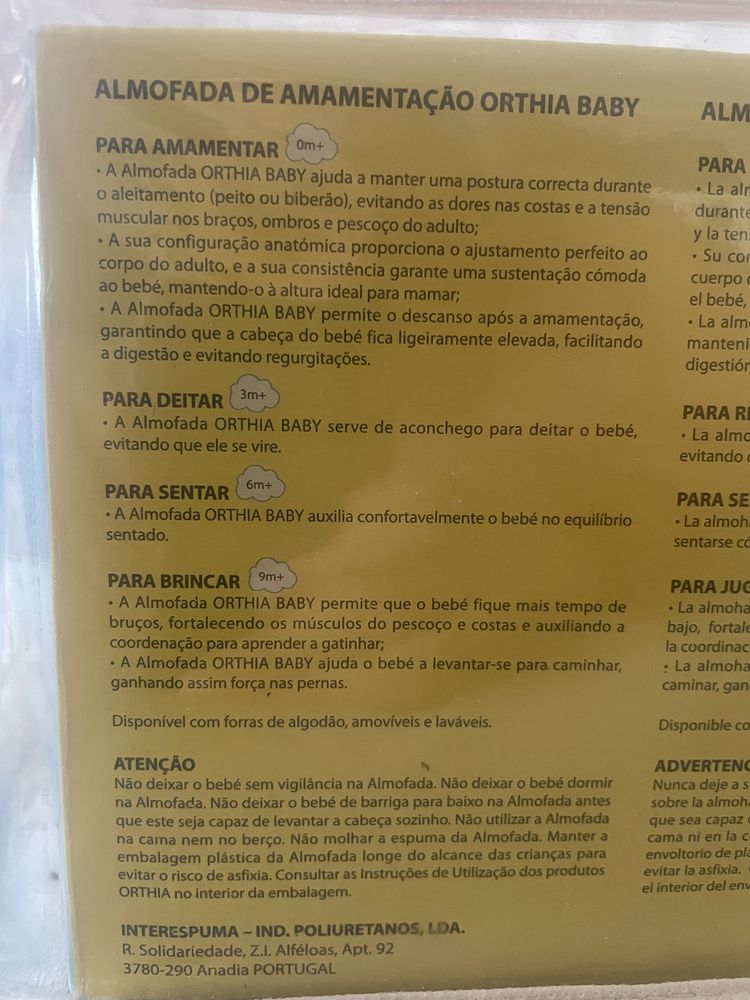 ALMOFADA DE AMAMENTAÇÃO ORTHIA BABY
PARA AMAMENTAR 0m+
• A Almofada ORTHIA BABY ajuda a manter uma postura correcta durante
o aleitamento (peito ou biberão), evitando as dores nas costas e a tensão
muscular nos braços, ombros e pescoço do adulto;
• A sua configuração anatómica proporciona o ajustamento perfeito ao
corpo do adulto, e a sua consistência garante uma sustentação cómoda
ao bebé, mantendo-o à altura ideal para mamar;
• A Almofada ORTHIA BABY permite o descanso após a amamentação,
garantindo que a cabeça do bebé fica ligeiramente elevada, facilitando
a digestão e evitando regurgitações.
PARA DEITAR 3m+
• A Almofada ORTHIA BABY serve de aconchego para deitar o bebé,
evitando que ele se vire.
PARA SENTAR 6m+
• A Almofada ORTHIA BABY auxilia confortavelmente o bebé no equilíbrio
sentado.
PARA BRINCAR 9m+
• A Almofada ORTHIA BABY permite que o bebé fique mais tempo de
bruços, fortalecendo os músculos do pescoço e costas e auxiliando a
coordenação para aprender a gatinhar;
• A Almofada ORTHIA BABY ajuda o bebé a levantar-se para caminhar,
ganhando assim força nas pernas.
Disponível com forras de algodão, amovíveis e laváveis.
ATENÇÃO
Não deixar o bebé sem vigilância na Almofada. Não deixar o bebé dormir
na Almofada. Não deixar o bebé de barriga para baixo na Almofada antes
que este seja capaz de levantar a cabeça sozinho. Não utilizar a Almofada
na cama nem no berço. Não molhar a espuma da Almofada. Manter a
embalagem plástica da Almofada longe do alcance das crianças para
evitar o risco de asfixia. Consultar as Instruções de Utilização dos produtos
ORTHIA no interior da embalagem.
INTERESPUMA – IND. POLIURETANOS, LDA.
R. Solidariedade, Z.I. Alféloas, Apt. 92
3780-290 Anadia PORTUGAL
ALM
PARA
• La alm
durante
y la ten
• Su con
cuerpo
el bebé,
• La almo
manteni
digestión
PARA RE
• La almo
evitando
PARA SE
• La almoh
sentarse có
PARA JUG
• La almoha
bajo, fortale
la coordinac
• La almoha
caminar, gan
Disponible co
ADVERTENC
Nunca deje a s
sobre la almoha
que sea capaz
cama ni en la c
envoltorio de plá
evitar la asfixia.
el interior del env